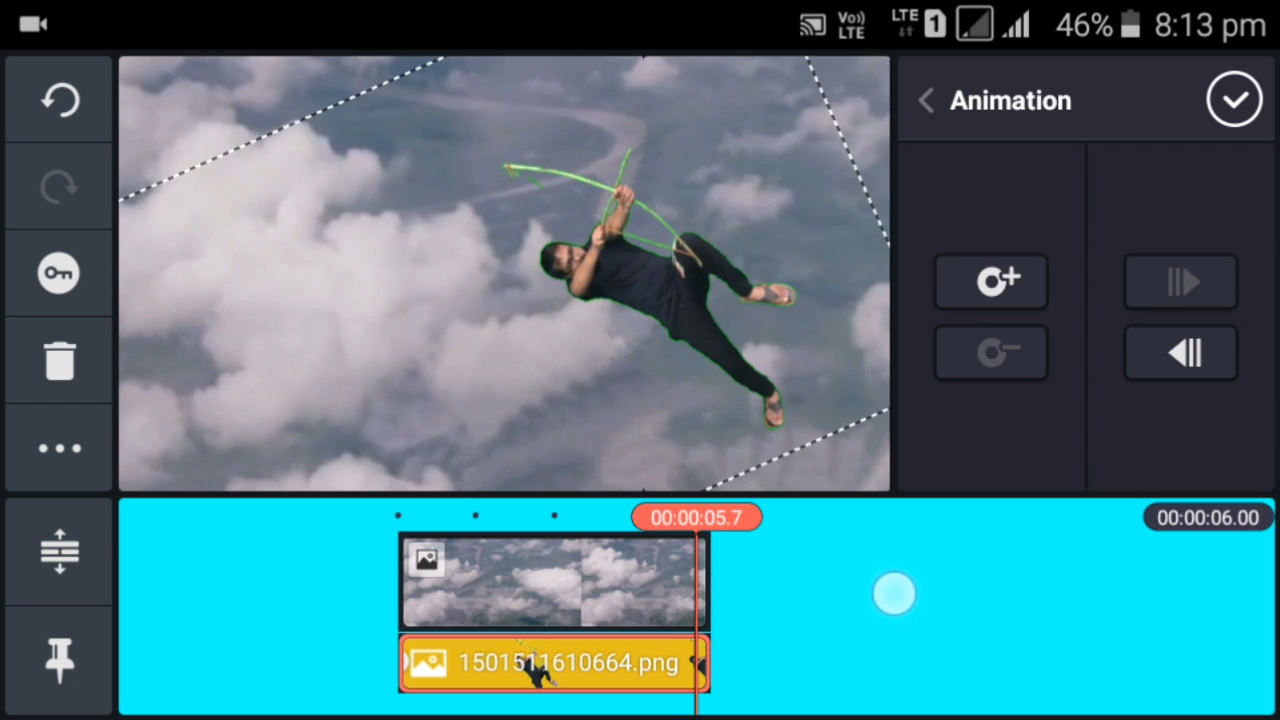 Vo))
LTE
LTE
1
46%
8:13 pm
Animation
00:00:05.7
00:00:06.00
1501511610664.png